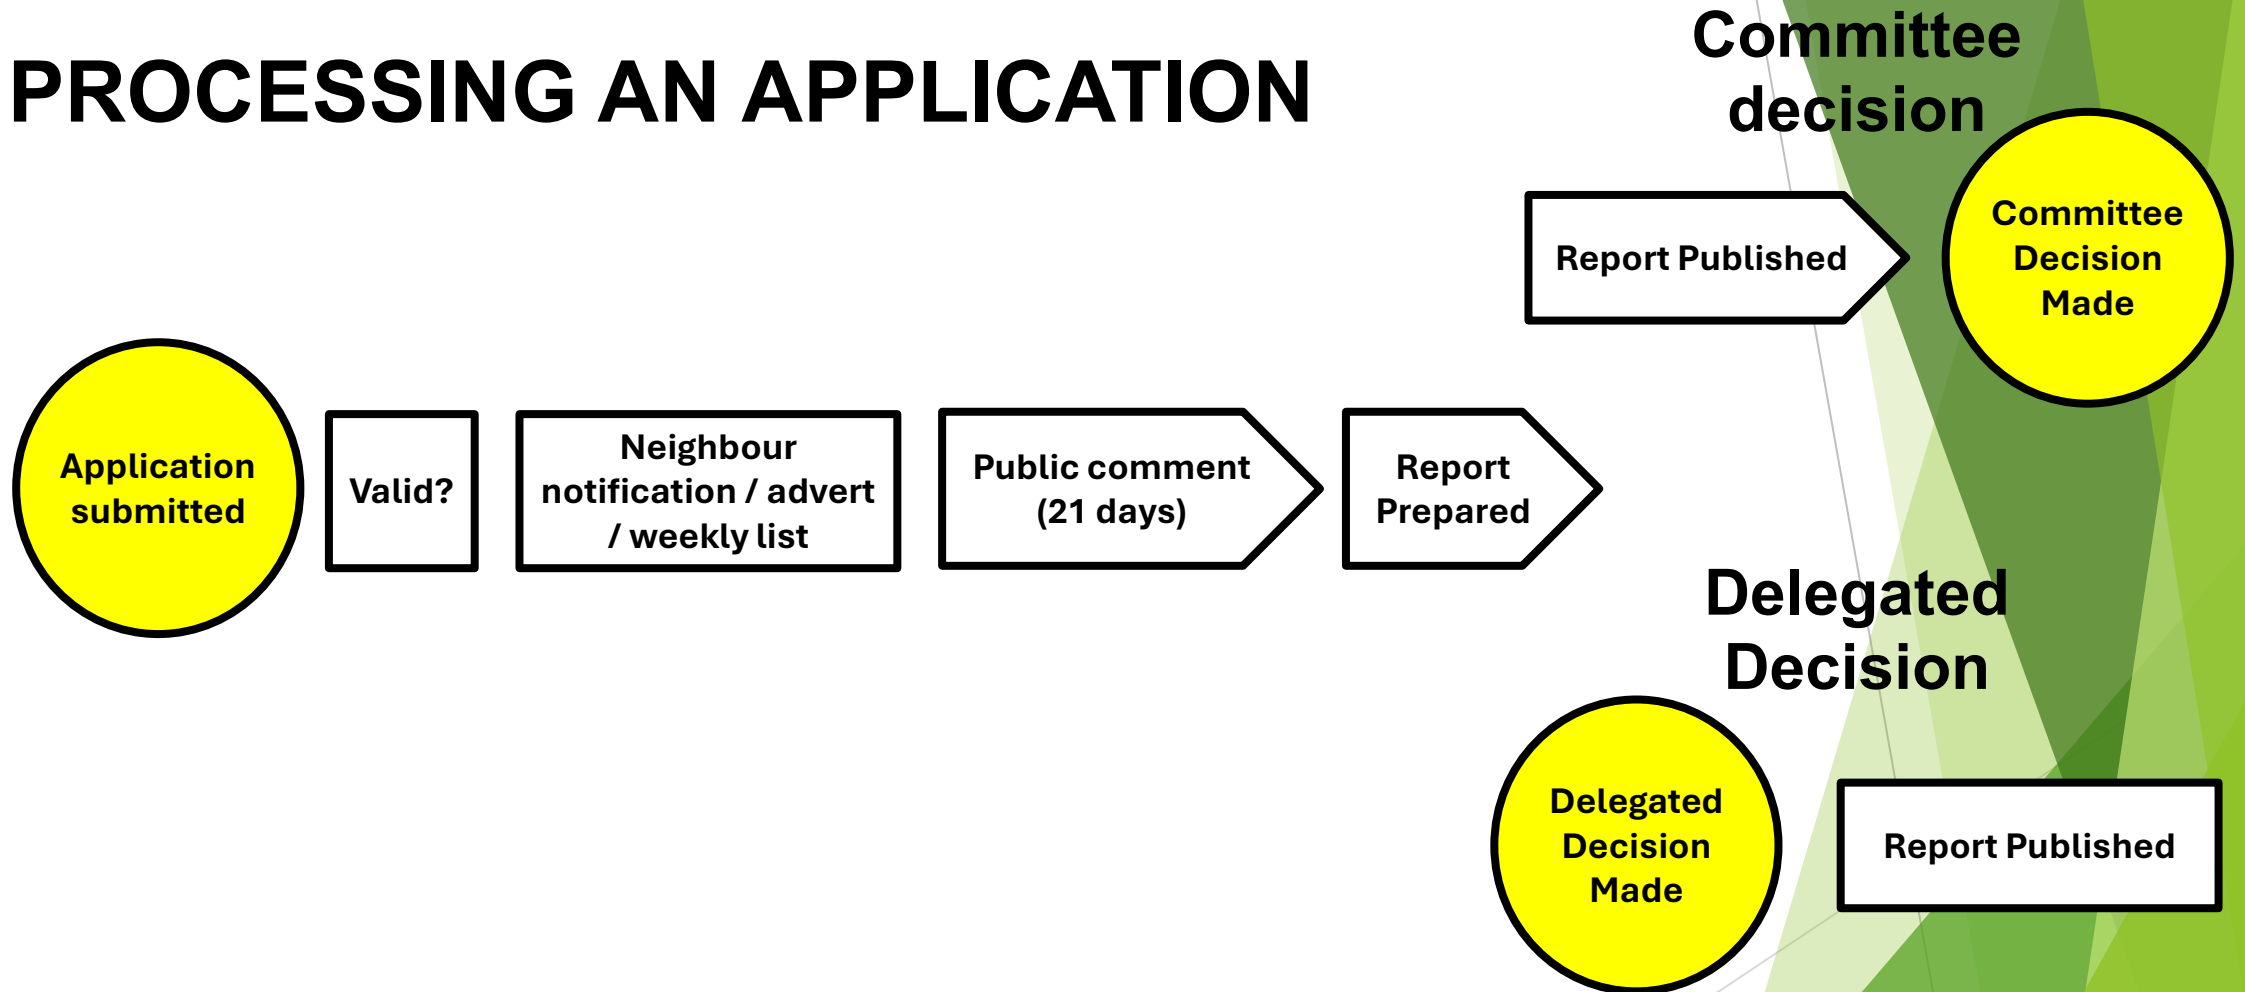 PROCESSING AN APPLICATION
Committee
decision
Report Published
Committee
Decision
Made
Application
submitted
Valid?
Neighbour
notification / advert
/ weekly list
Public comment
(21 days)
Report
Prepared
Delegated
Decision
Delegated
Decision
Made
Report Published